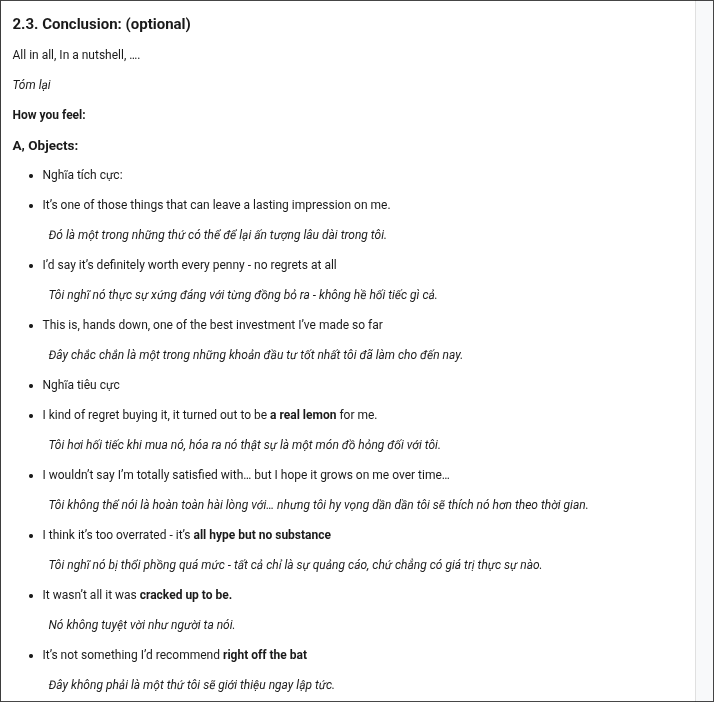 2.3. Conclusion: (optional)
All in all, In a nutshell, ….
Tóm lại
How you feel:
A, Objects:
Nghĩa tích cực:
It’s one of those things that can leave a lasting impression on me.
Đó là một trong những thứ có thể để lại ấn tượng lâu dài trong tôi.
I’d say it’s definitely worth every penny - no regrets at all
Tôi nghĩ nó thực sự xứng đáng với từng đồng bỏ ra - không hề hối tiếc gì cả.
This is, hands down, one of the best investment I’ve made so far
Đây chắc chắn là một trong những khoản đầu tư tốt nhất tôi đã làm cho đến nay.
Nghĩa tiêu cực
I kind of regret buying it, it turned out to be a real lemon for me.
Tôi hơi hối tiếc khi mua nó, hóa ra nó thật sự là một món đồ hỏng đối với tôi.
I wouldn’t say I’m totally satisfied with… but I hope it grows on me over time…
Tôi không thể nói là hoàn toàn hài lòng với… nhưng tôi hy vọng dần dần tôi sẽ thích nó hơn theo thời gian.
I think it’s too overrated - it’s all hype but no substance
Tôi nghĩ nó bị thổi phồng quá mức - tất cả chỉ là sự quảng cáo, chứ chẳng có giá trị thực sự nào.
It wasn’t all it was cracked up to be.
Nó không tuyệt vời như người ta nói.
It’s not something I’d recommend right off the bat
Đây không phải là một thứ tôi sẽ giới thiệu ngay lập tức.